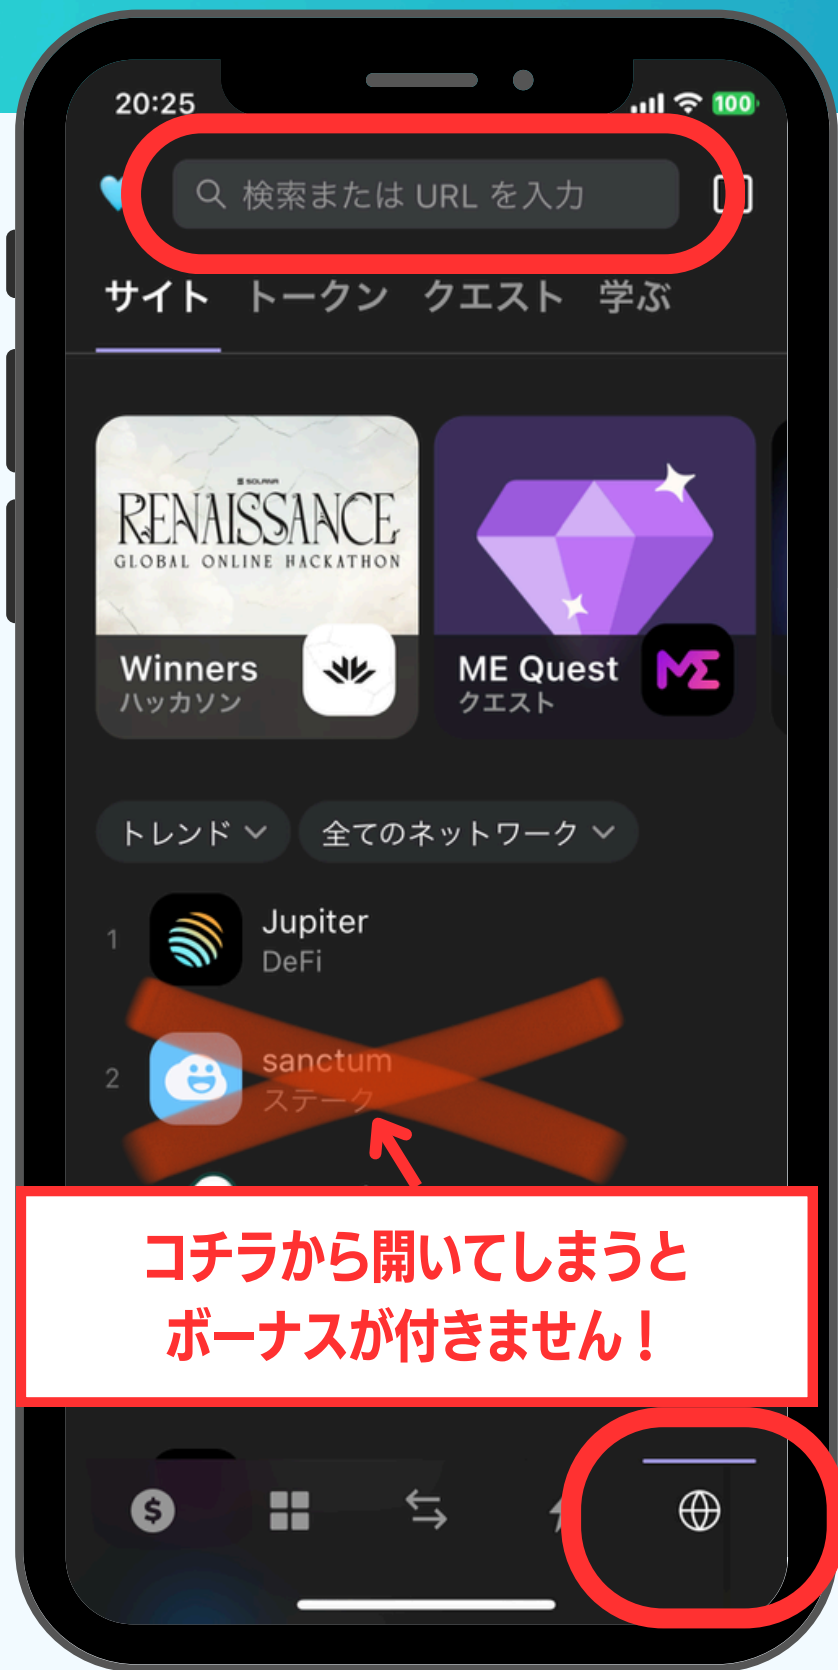 20:25
100
検索または URL を入力
サイト トークン クエスト 学ぶ
SOLANA
RENAISSANCE
GLOBAL ONLINE HACKATHON
Winners
ハッカソン
ME Quest
クエスト
ME
トレンド
全てのネットワーク
1
Jupiter
DeFi
2
sanctum
ステーク
コチラから開いてしまうと
ボーナスが付きません！
$